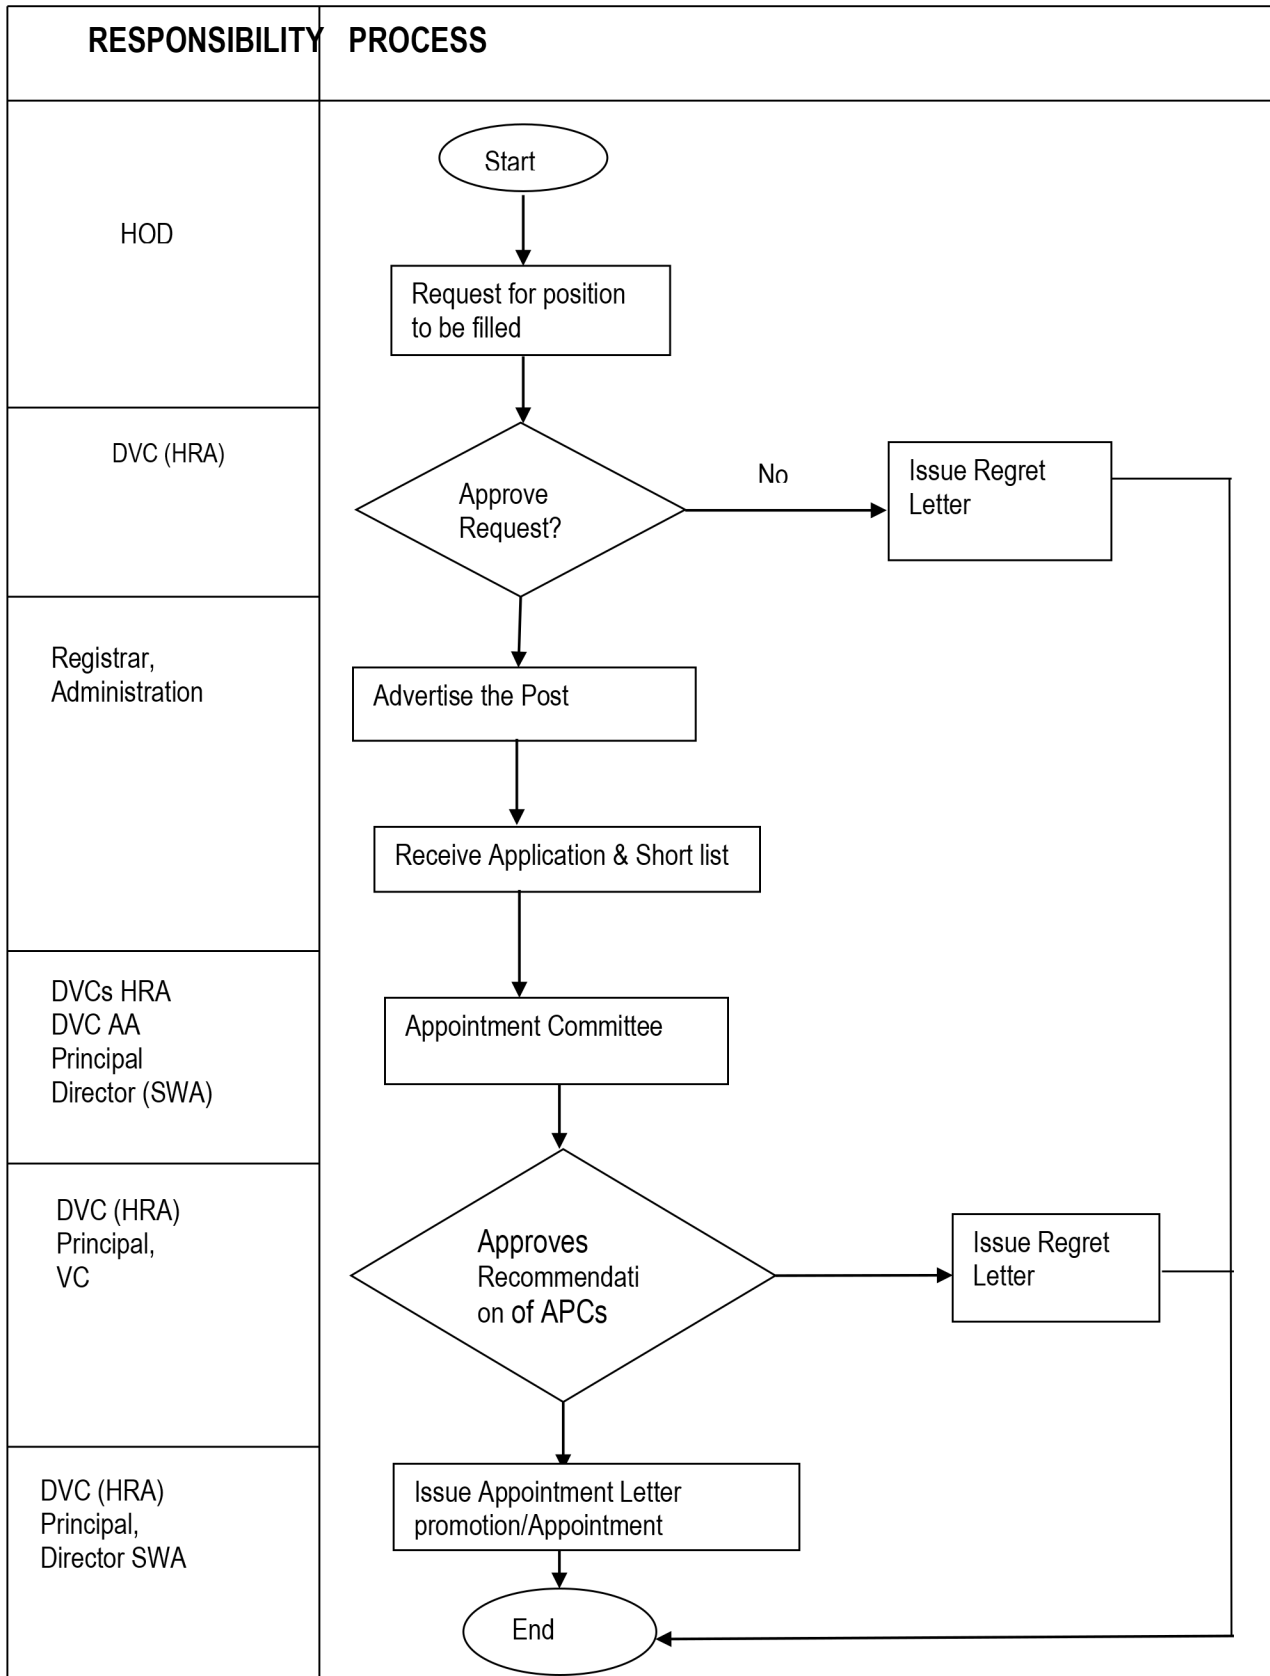 RESPONSIBILITY PROCESS
Start
HOD
Request for position
to be filled
DVC (HRA)
Approve
Request?
No
Issue Regret
Letter
Registrar,
Administration
Advertise the Post
Receive Application & Short list
DVCs HRA
DVC AA
Principal
Director (SWA)
Appointment Committee
DVC (HRA)
Principal,
VC
Approves
Recommendati
on of APCs
Issue Regret
Letter
DVC (HRA)
Principal,
Director SWA
Issue Appointment Letter
promotion/Appointment
End